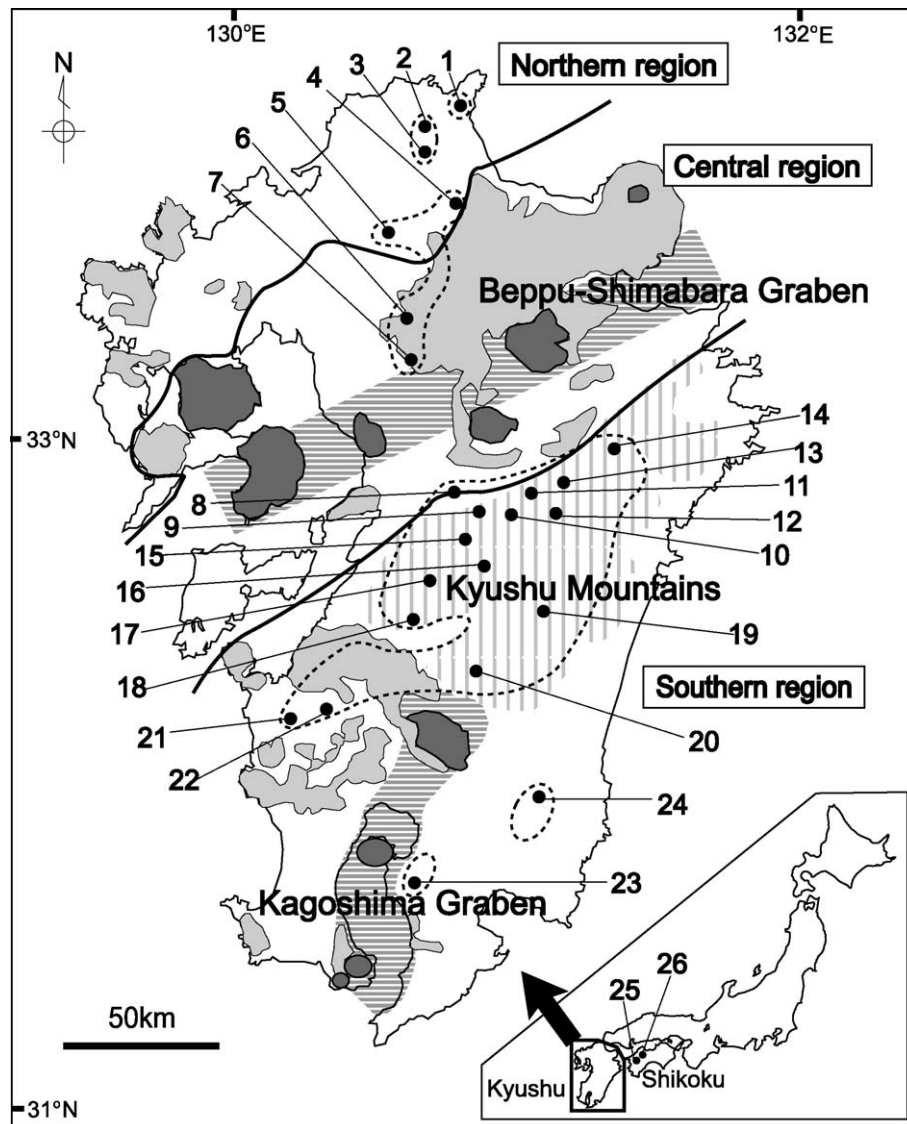 130°E
132°E
N
1
2
3
4
5
6
7
Northern region
Central region
Beppu-Shimabara Graben
33°N
14
13
11
12
10
8
9
15
16
Kyushu Mountains
17
19
18
Southern region
21
20
22
24
23
Kagoshima Graben
50km
25
26
Kyushu
Shikoku
31°N